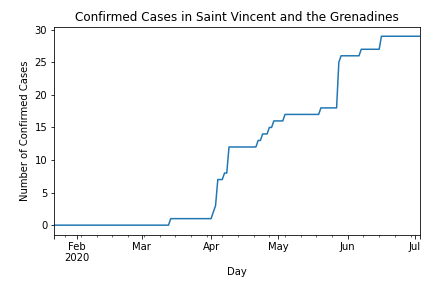 Confirmed Cases in Saint Vincent and the Grenadines
Number of Confirmed Cases
30
25
20
15
10
5
0
Feb Mar Apr May Jun Jul
2020
Day